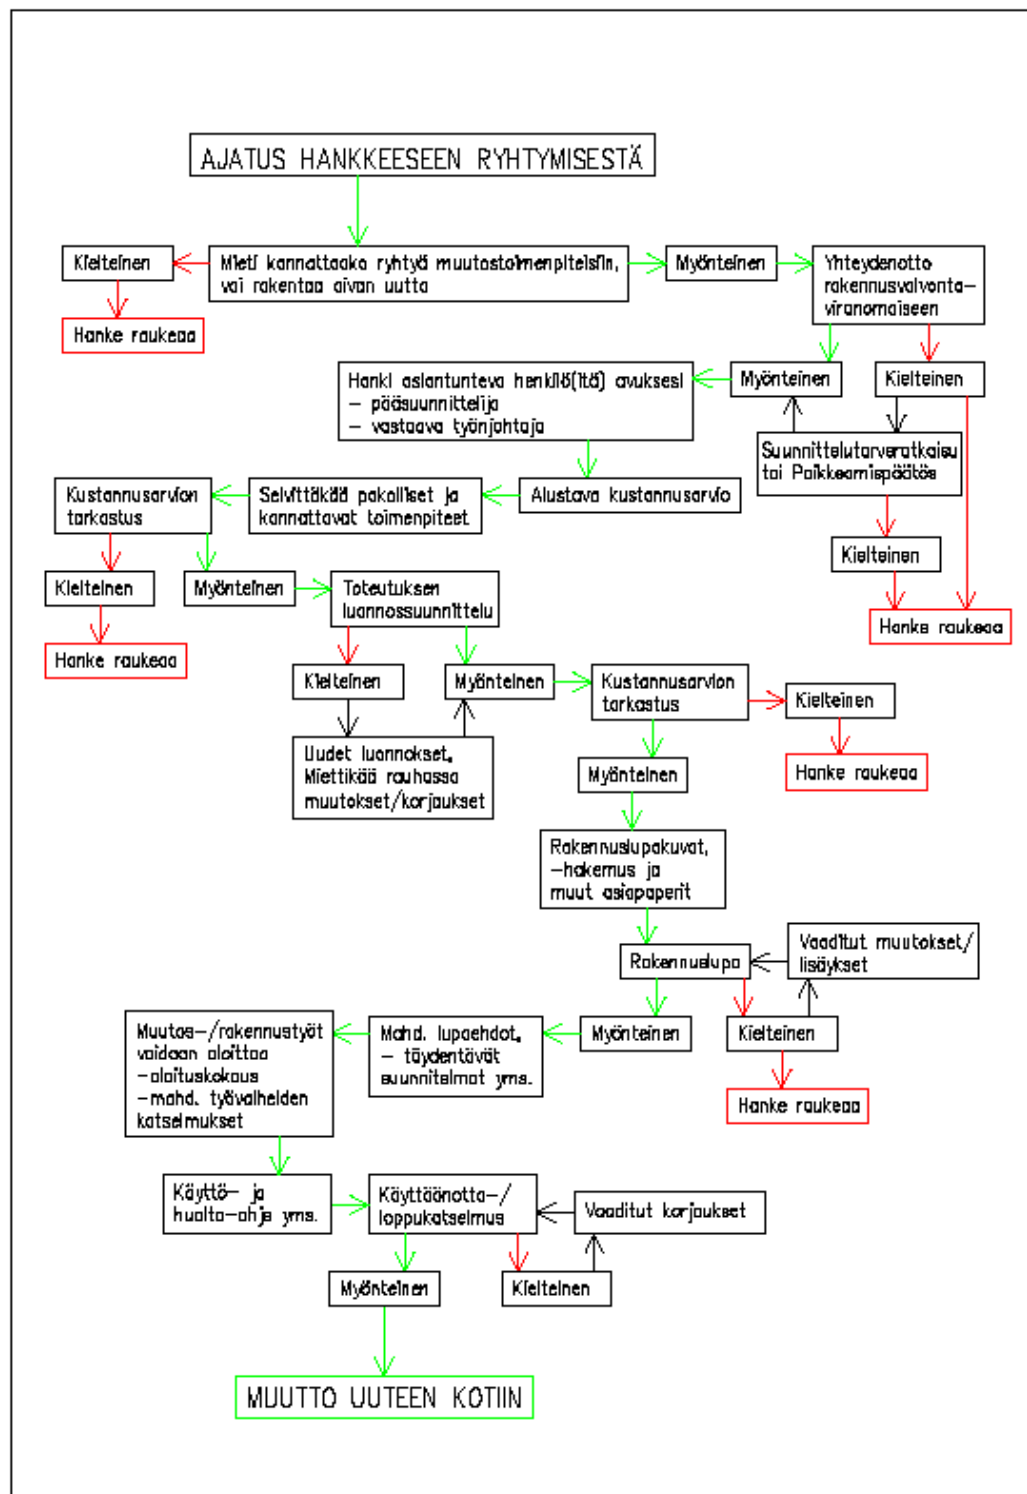 AJATUS HANKKEESEEN RYHTYMISESTÄ
Kielteinen
Mieti kannattaako ryhtyä muutostoimenpiteisiin,
vai rakentaa aivan uutta
Myönteinen
Yhteydenotto
rakennusvalvonta-
viranomaiseen
Hanke raukeaa
Hanki asiantunteva henkilö(itä) avuksesi
- pääsuunnittelija
- vastaava työnjohtaja
Myönteinen
Kielteinen
Suunnittelutarveratkaisu
tai Poikkeamispäätös
Kustannusarvion
tarkastus
Selvittäkää pakolliset ja
kannattavat toimenpiteet.
Alustava kustannusarvio
Kielteinen
Kielteinen
Myönteinen
Toteutuksen
luonnossuunnittelu
Hanke raukeaa
Hanke raukeaa
Kielteinen
Myönteinen
Kustannusarvion
tarkastus
Kielteinen
Uudet luonnokset.
Miettikää rauhassa
muutokset/korjaukset
Myönteinen
Hanke raukeaa
Rakennuslupakuvat,
-hakemus ja
muut asiapaperit
Rakennuslupa
Vaaditut muutokset/
lisäykset
Muutos-/rakennustyöt
voidaan aloittaa
-aloituskokous
-mahd. työvaiheiden
katselmukset
Mahd. lupaehdot.
- täydentävät
suunnitelmat yms.
Myönteinen
Kielteinen
Hanke raukeaa
Käyttö- ja
huolto-ohje yms.
Käyttöönotto-/
loppukatselmus
Vaaditut korjaukset
Myönteinen
Kielteinen
MUUTTO UUTEEN KOTIIN